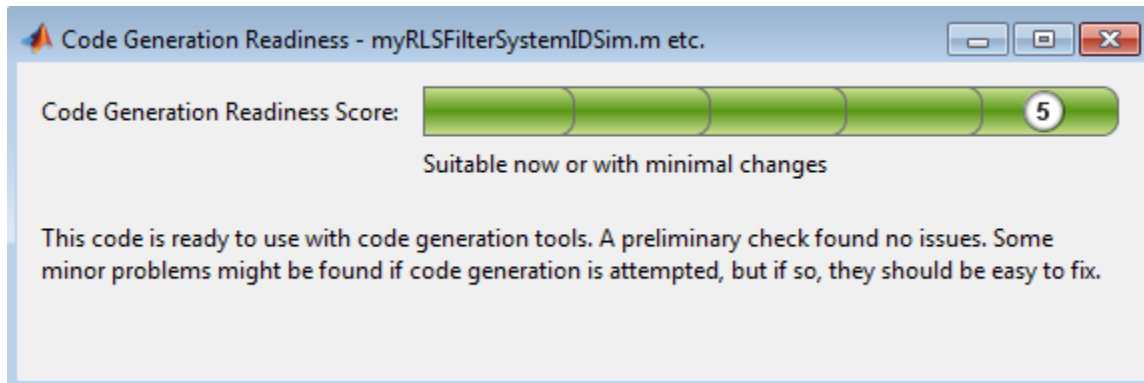 Code Generation Readiness - myRLSFilterSystemIDSim.m etc.
Code Generation Readiness Score:
5
Suitable now or with minimal changes
This code is ready to use with code generation tools. A preliminary check found no issues. Some
minor problems might be found if code generation is attempted, but if so, they should be easy to fix.